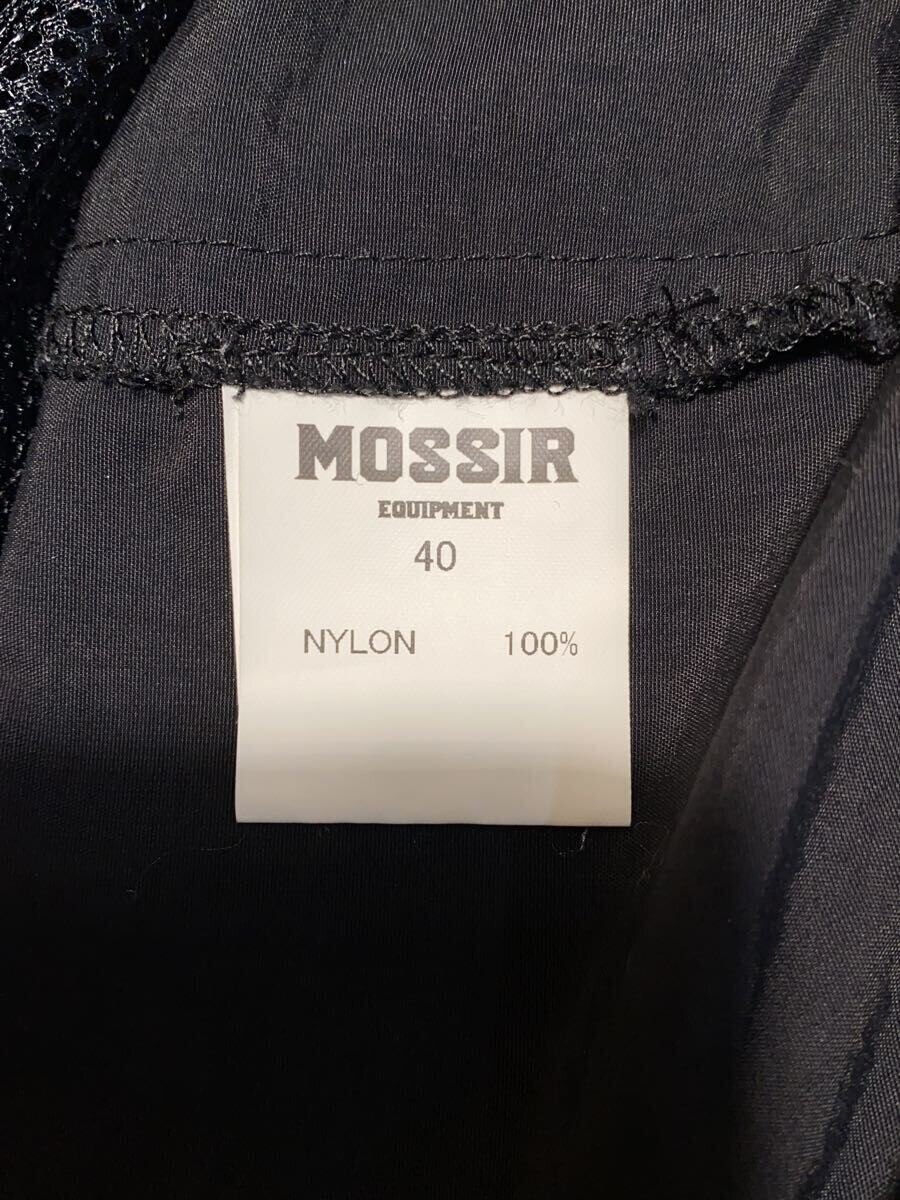 MOSSIR
EQUIPMENT
40
NYLON 100%